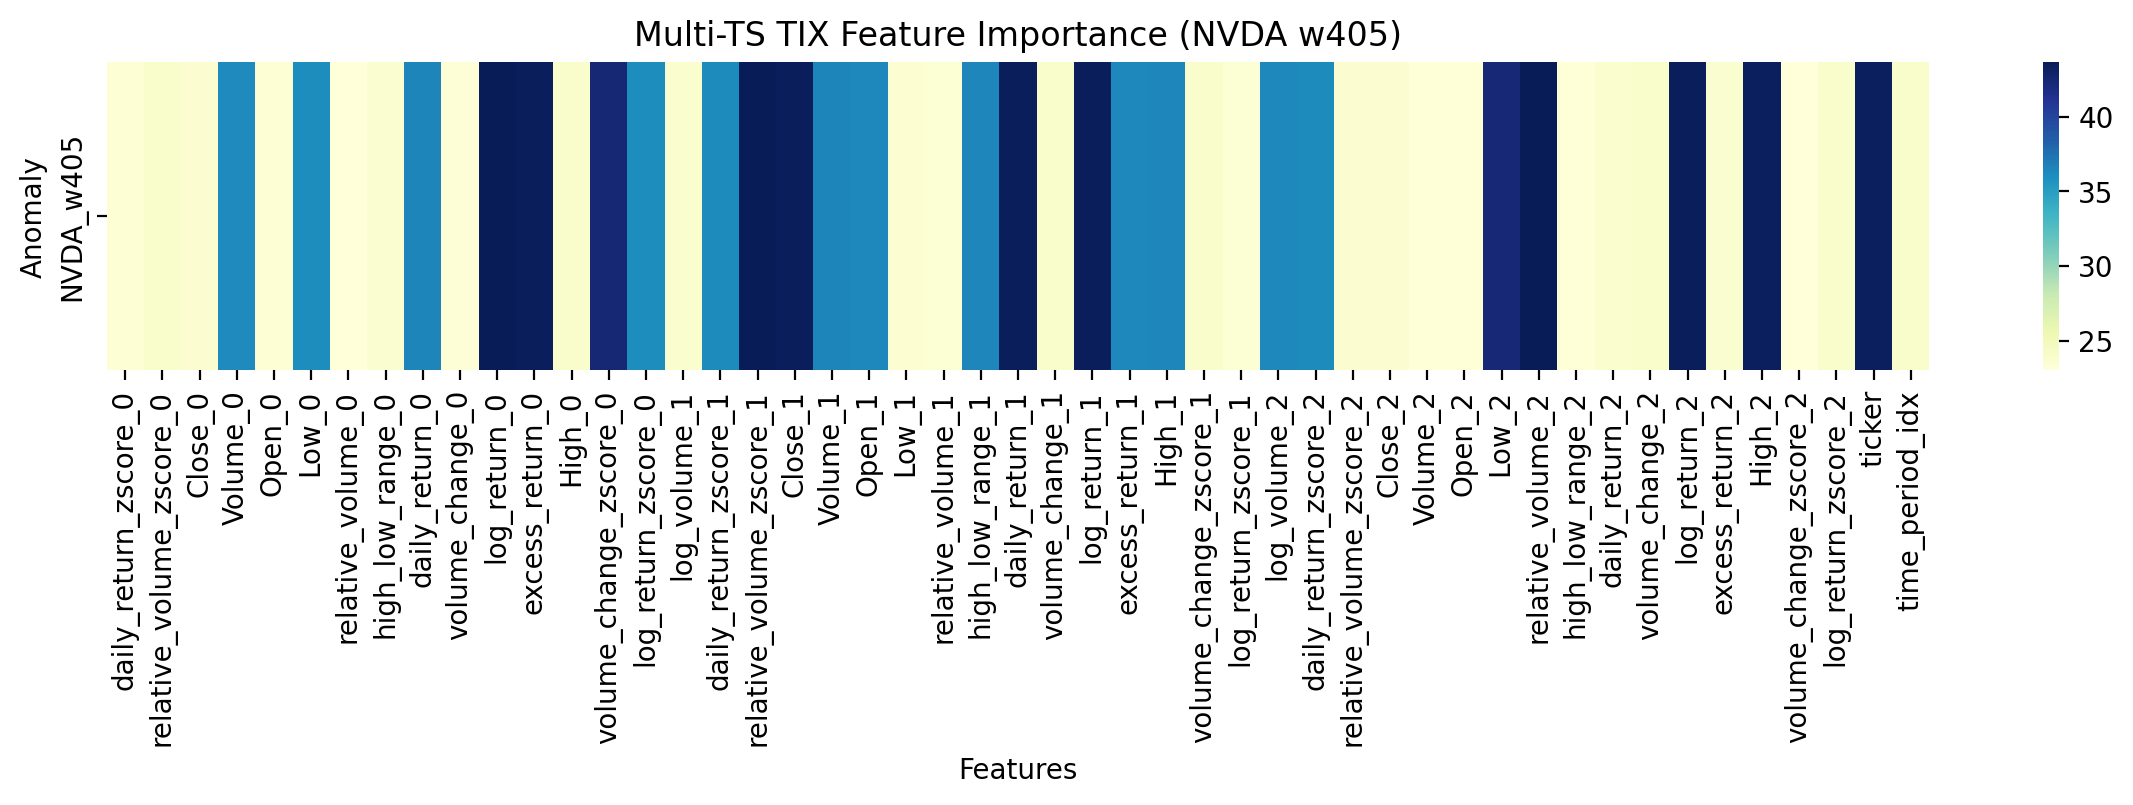 Multi-TS TIX Feature Importance (NVDA w405)
Anomaly
NVDA_w405
40
35
30
25
daily_return_zscore_0
relative_volume_zscore_0
Close_0
Volume_0
Open_0
Low_0
relative_volume_0
high_low_range_0
daily_return_0
volume_change_0
log_return_0
excess_return_0
High_0
volume_change_zscore_0
log_return_zscore_0
log_volume_1
daily_return_zscore_1
relative_volume_zscore_1
Close_1
Volume_1
Open_1
Low_1
relative_volume_1
high_low_range_1
daily_return_1
volume_change_1
log_return_1
excess_return_1
High_1
volume_change_zscore_1
log_return_zscore_1
log_volume_2
daily_return_zscore_2
relative_volume_zscore_2
Close_2
Volume_2
Open_2
Low_2
relative_volume_2
high_low_range_2
daily_return_2
volume_change_2
log_return_2
excess_return_2
High_2
volume_change_zscore_2
log_return_zscore_2
ticker
time_period_idx
Features